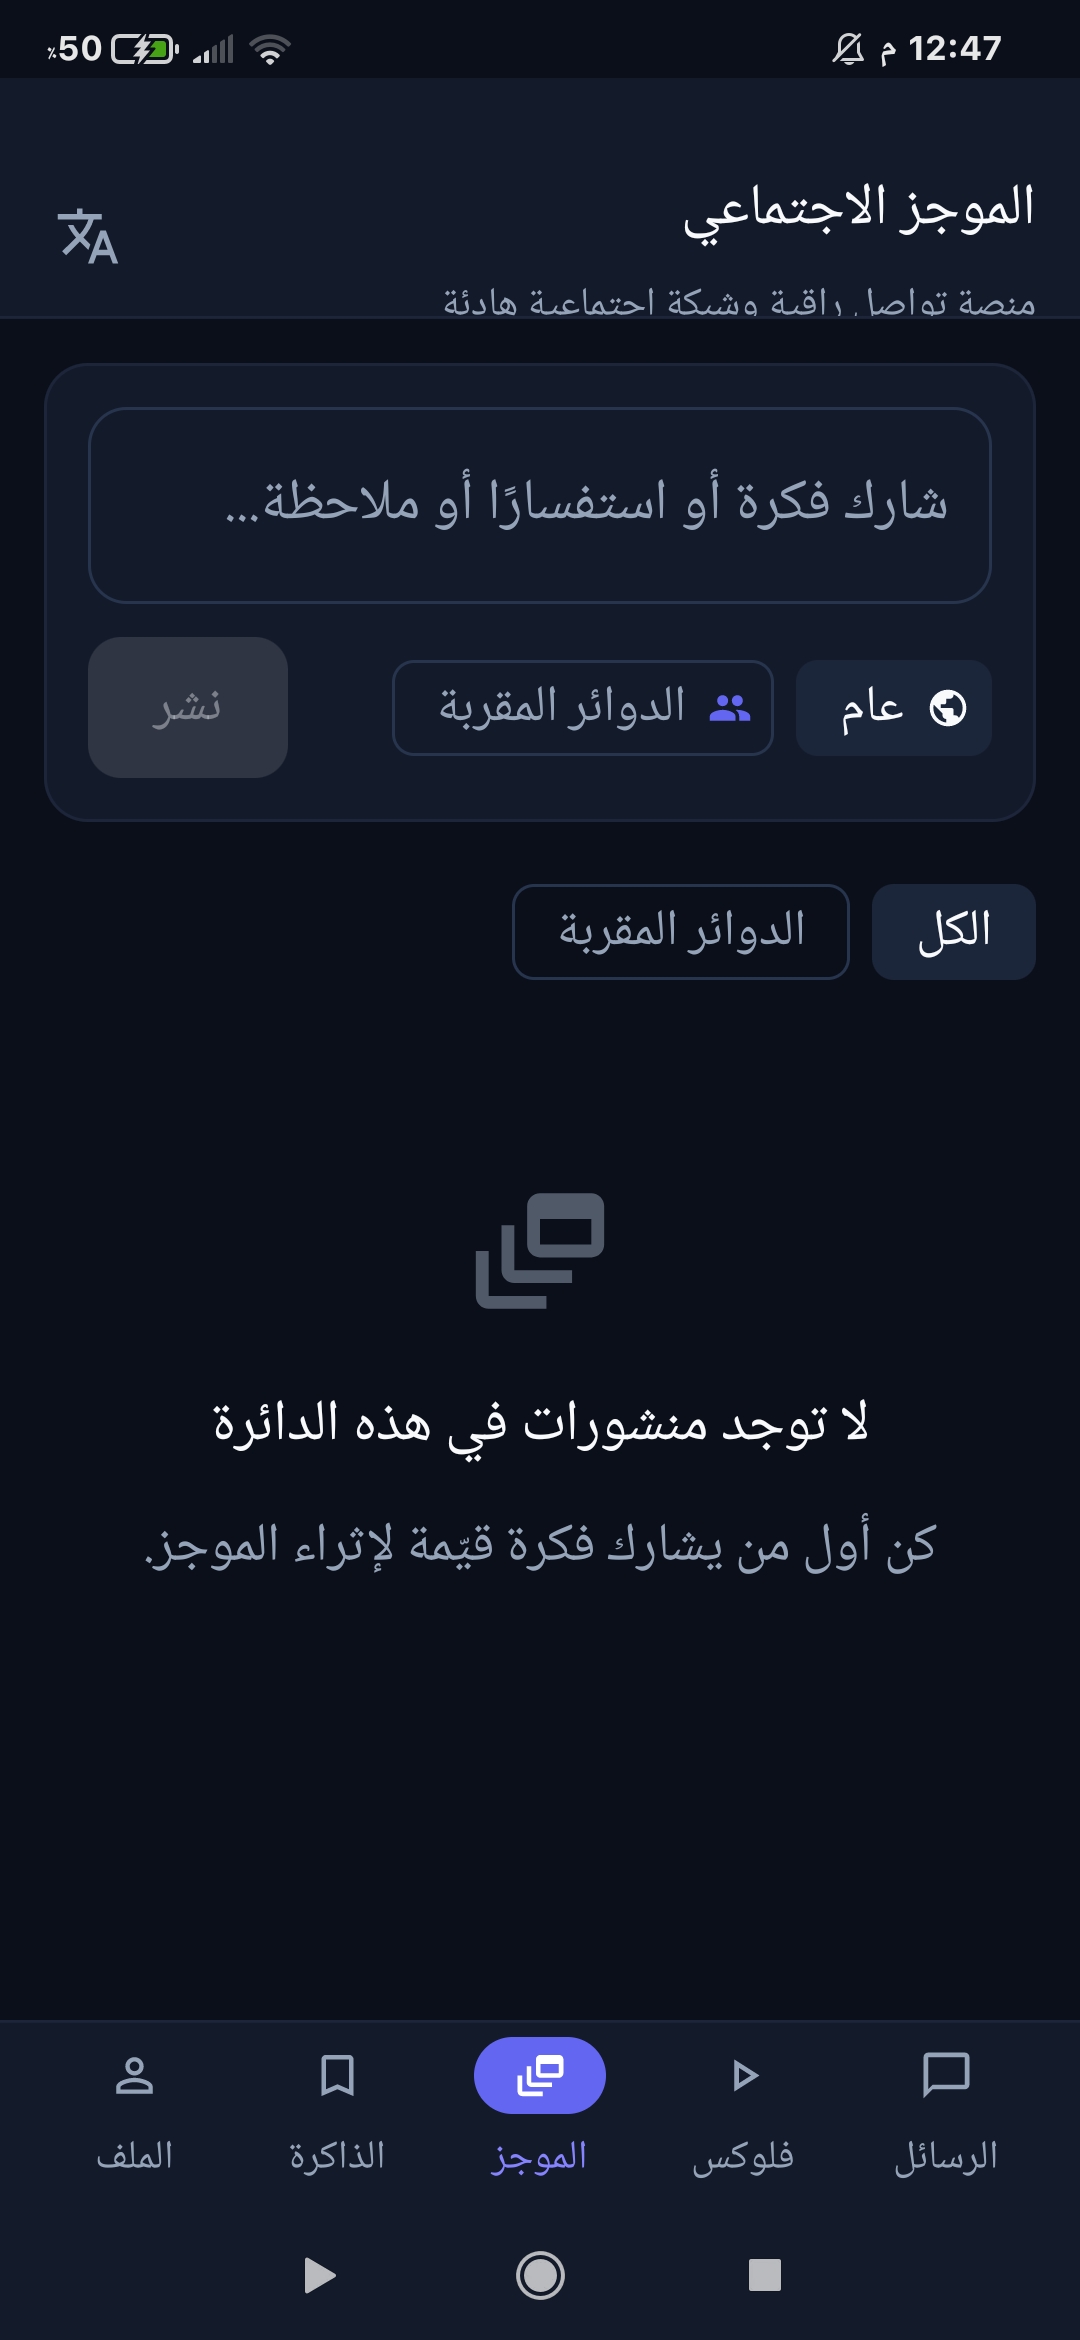 12:47 م
50٪
الموجز الاجتماعي
منصة تواصل راقية وشبكة اجتماعية هادئة
شارك فكرة أو استفسارًا أو ملاحظة...
عام
الدوائر المقربة
نشر
الكل
الدوائر المقربة
لا توجد منشورات في هذه الدائرة
كن أول من يشارك فكرة قيّمة لإثراء الموجز.
الرسائل
فلوكس
الموجز
الذاكرة
الملف